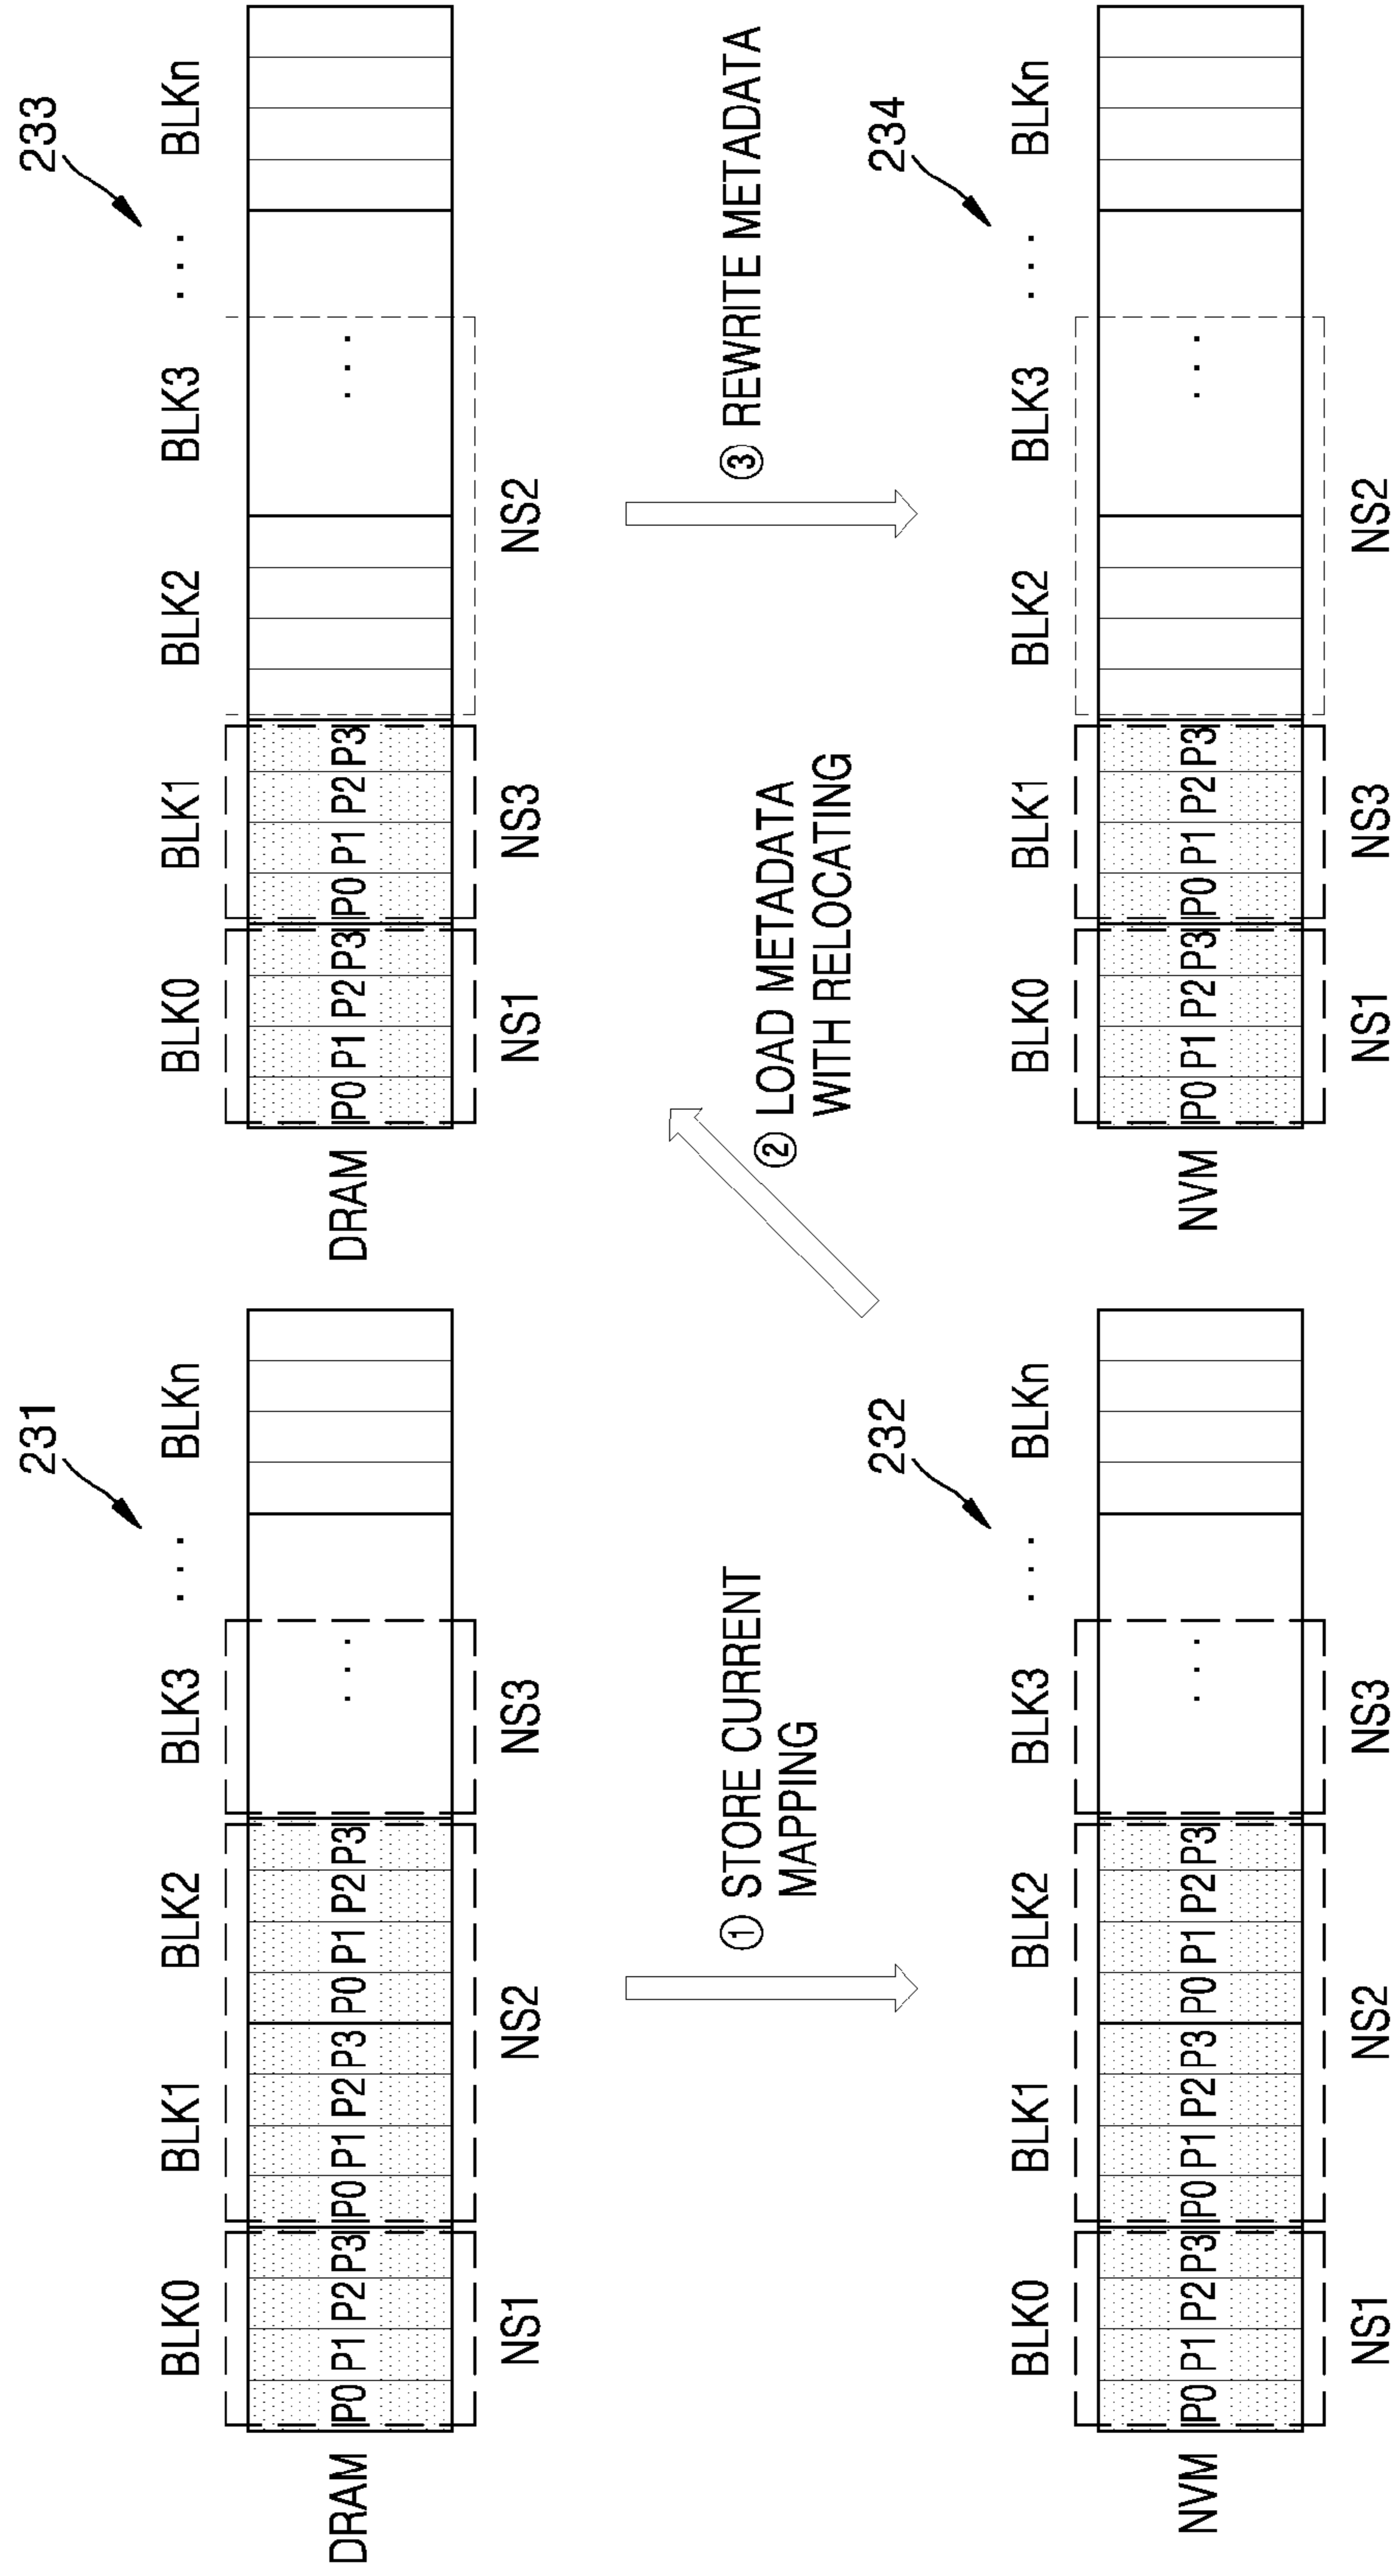 231
BLK0 BLK1 BLK2 BLK3 ... BLKn
DRAM P0 P1 P2 P3 P0 P1 P2 P3 P0 P1 P2 P3 ...
NS1 NS2 NS3
① STORE CURRENT
MAPPING
232
BLK0 BLK1 BLK2 BLK3 ... BLKn
NVM P0 P1 P2 P3 P0 P1 P2 P3 P0 P1 P2 P3 ...
NS1 NS2 NS3
② LOAD METADATA
WITH RELOCATING
233
BLK0 BLK1 BLK2 BLK3 ... BLKn
DRAM P0 P1 P2 P3 P0 P1 P2 P3 ...
NS1 NS3 NS2
③ REWRITE METADATA
234
BLK0 BLK1 BLK2 BLK3 ... BLKn
NVM P0 P1 P2 P3 P0 P1 P2 P3 ...
NS1 NS3 NS2